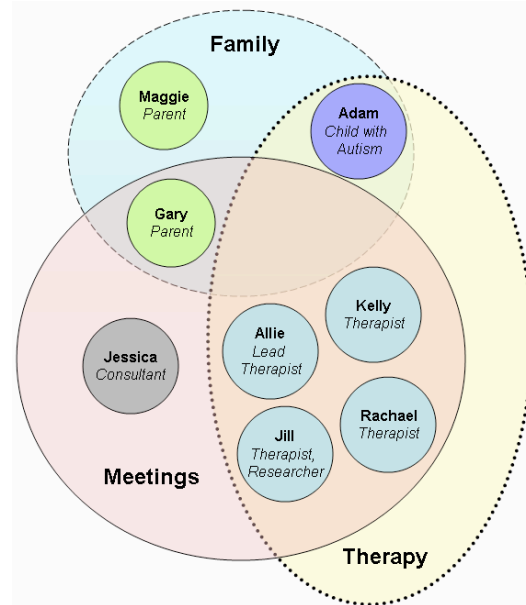 Family
Maggie
Parent
Adam
Child with
Autism
Gary
Parent
Kelly
Therapist
Allie
Lead
Therapist
Jessica
Consultant
Rachael
Therapist
Jill
Therapist,
Researcher
Meetings
Therapy